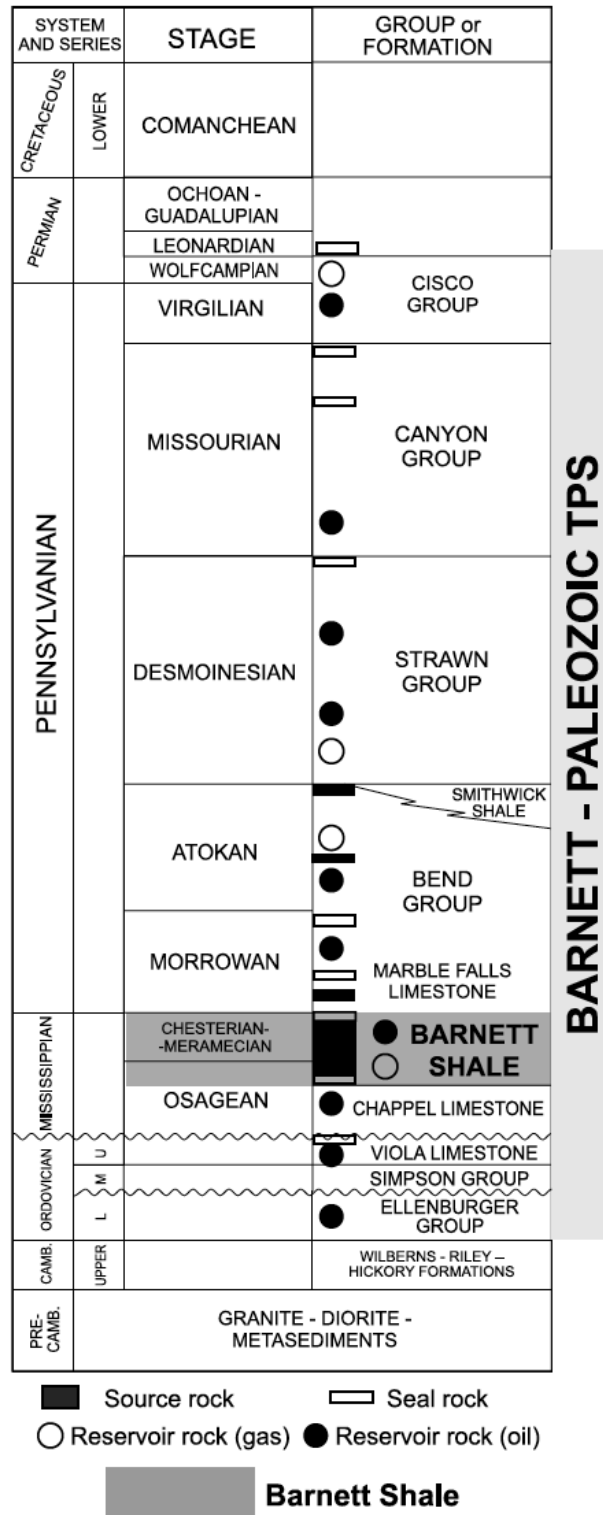 SYSTEM
AND SERIES
STAGE
GROUP or
FORMATION
CRETACEOUS
LOWER
COMANCHEAN
PERMIAN
OCHOAN -
GUADALUPIAN
LEONARDIAN
WOLFCAMPIAN
CISCO
GROUP
PENNSYLVANIAN
VIRGILIAN
MISSOURIAN
CANYON
GROUP
DESMOINESIAN
STRAWN
GROUP
ATOKAN
SMITHWICK
SHALE
BEND
GROUP
MORROWAN
MARBLE FALLS
LIMESTONE
MISSISSIPPIAN
CHESTERIAN-
-MERAMECIAN
BARNETT
SHALE
OSAGEAN
CHAPPEL LIMESTONE
ORDOVICIAN
U
VIOLA LIMESTONE
M
SIMPSON GROUP
L
ELLENBURGER
GROUP
CAMB.
UPPER
WILBERNS - RILEY –
HICKORY FORMATIONS
PRE-
CAMB.
GRANITE - DIORITE -
METASEDIMENTS
BARNETT - PALEOZOIC TPS
Source rock
Seal rock
Reservoir rock (gas)
Reservoir rock (oil)
Barnett Shale